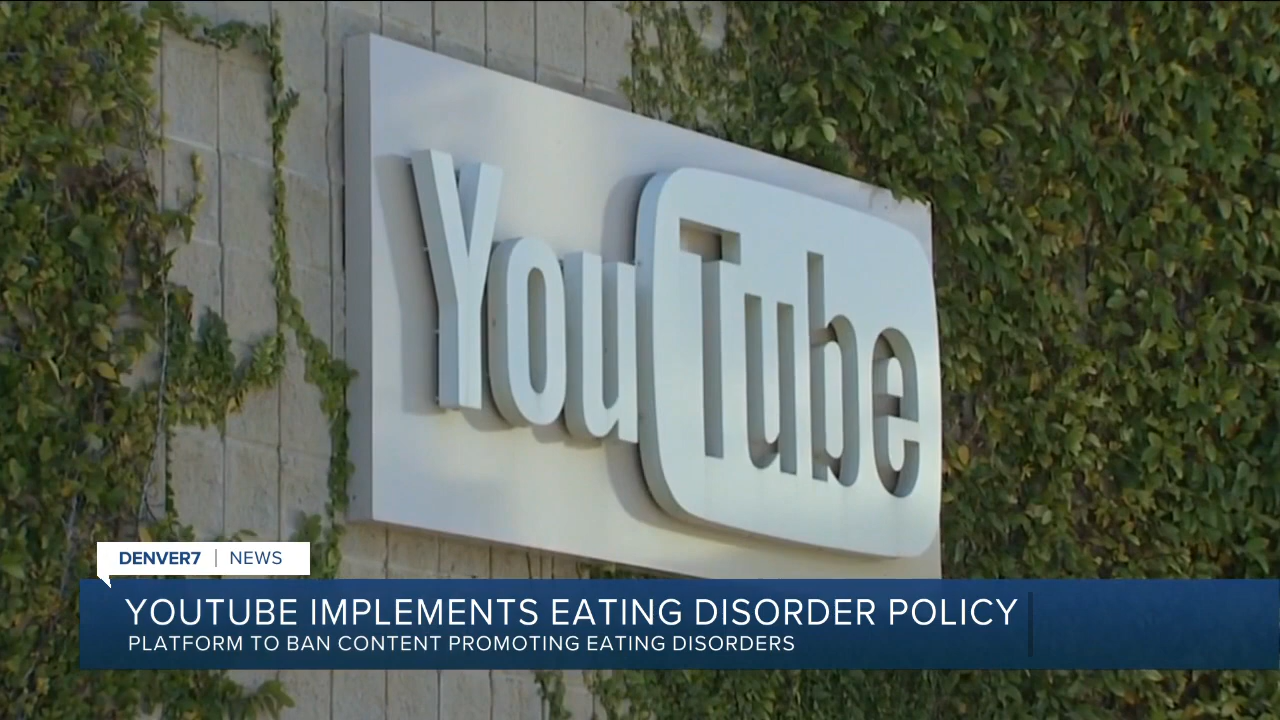 YouTube
DENVER7 | NEWS
YOUTUBE IMPLEMENTS EATING DISORDER POLICY
PLATFORM TO BAN CONTENT PROMOTING EATING DISORDERS